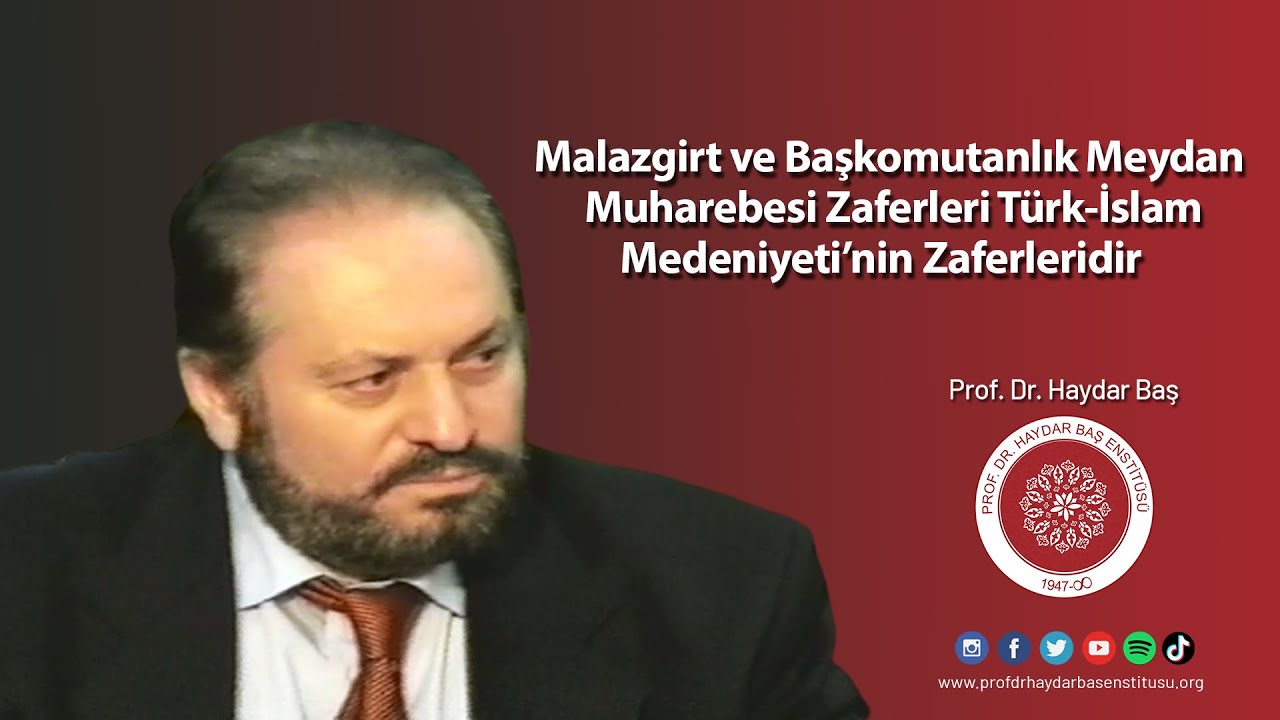 Malazgirt ve Başkomutanlık Meydan
Muharebesi Zaferleri Türk-İslam
Medeniyeti’nin Zaferleridir
Prof. Dr. Haydar Baş
PROF. DR. HAYDAR BAŞ ENSTİTÜSÜ
1947-∞
www.profdrhaydarbasenstitusu.org